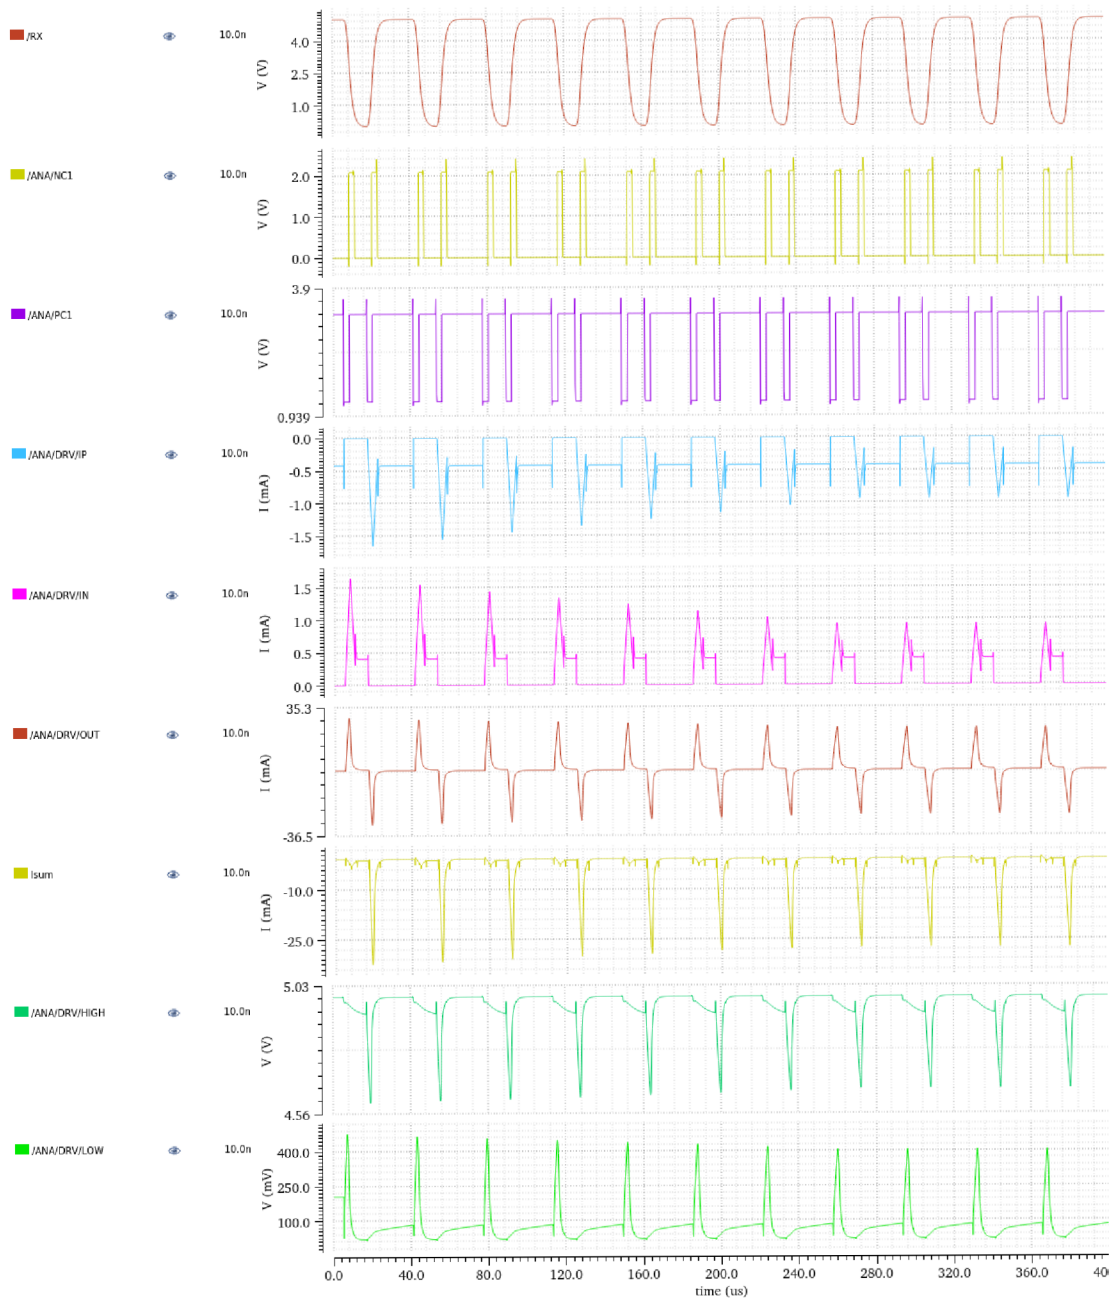 /RX 10.0n
V (V)
4.0
2.5
1.0
/ANA/NC1 10.0n
V (V)
2.0
1.0
0.0
/ANA/PC1 10.0n
V (V)
3.9
0.939
/ANA/DRV/IP 10.0n
I (mA)
0.0
-0.5
-1.0
-1.5
/ANA/DRV/IN 10.0n
I (mA)
1.5
1.0
0.5
0.0
/ANA/DRV/OUT 10.0n
I (mA)
35.3
-36.5
Isum 10.0n
I (mA)
-10.0
-25.0
/ANA/DRV/HIGH 10.0n
V (V)
5.03
4.56
/ANA/DRV/LOW 10.0n
V (mV)
400.0
250.0
100.0
0.0 40.0 80.0 120.0 160.0 200.0 240.0 280.0 320.0 360.0
time (us)